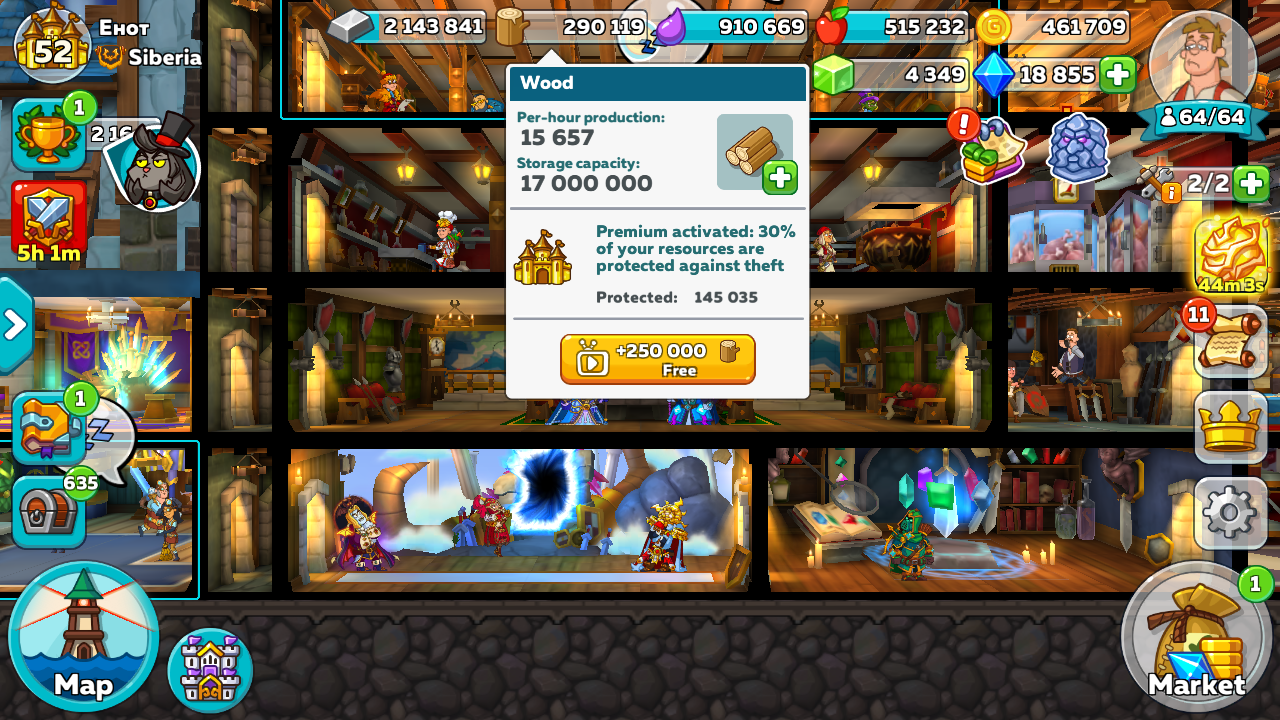 52
Енот
Siberia
2 143 841
290 119
910 669
515 232
461 709
4 349
18 855
64/64
1
2 16
5h 1m
2/2
44m 3s
11
Wood
Per-hour production:
15 657
Storage capacity:
17 000 000
Premium activated: 30%
of your resources are
protected against theft
Protected: 145 035
+250 000
Free
1
635
Map
1
Market